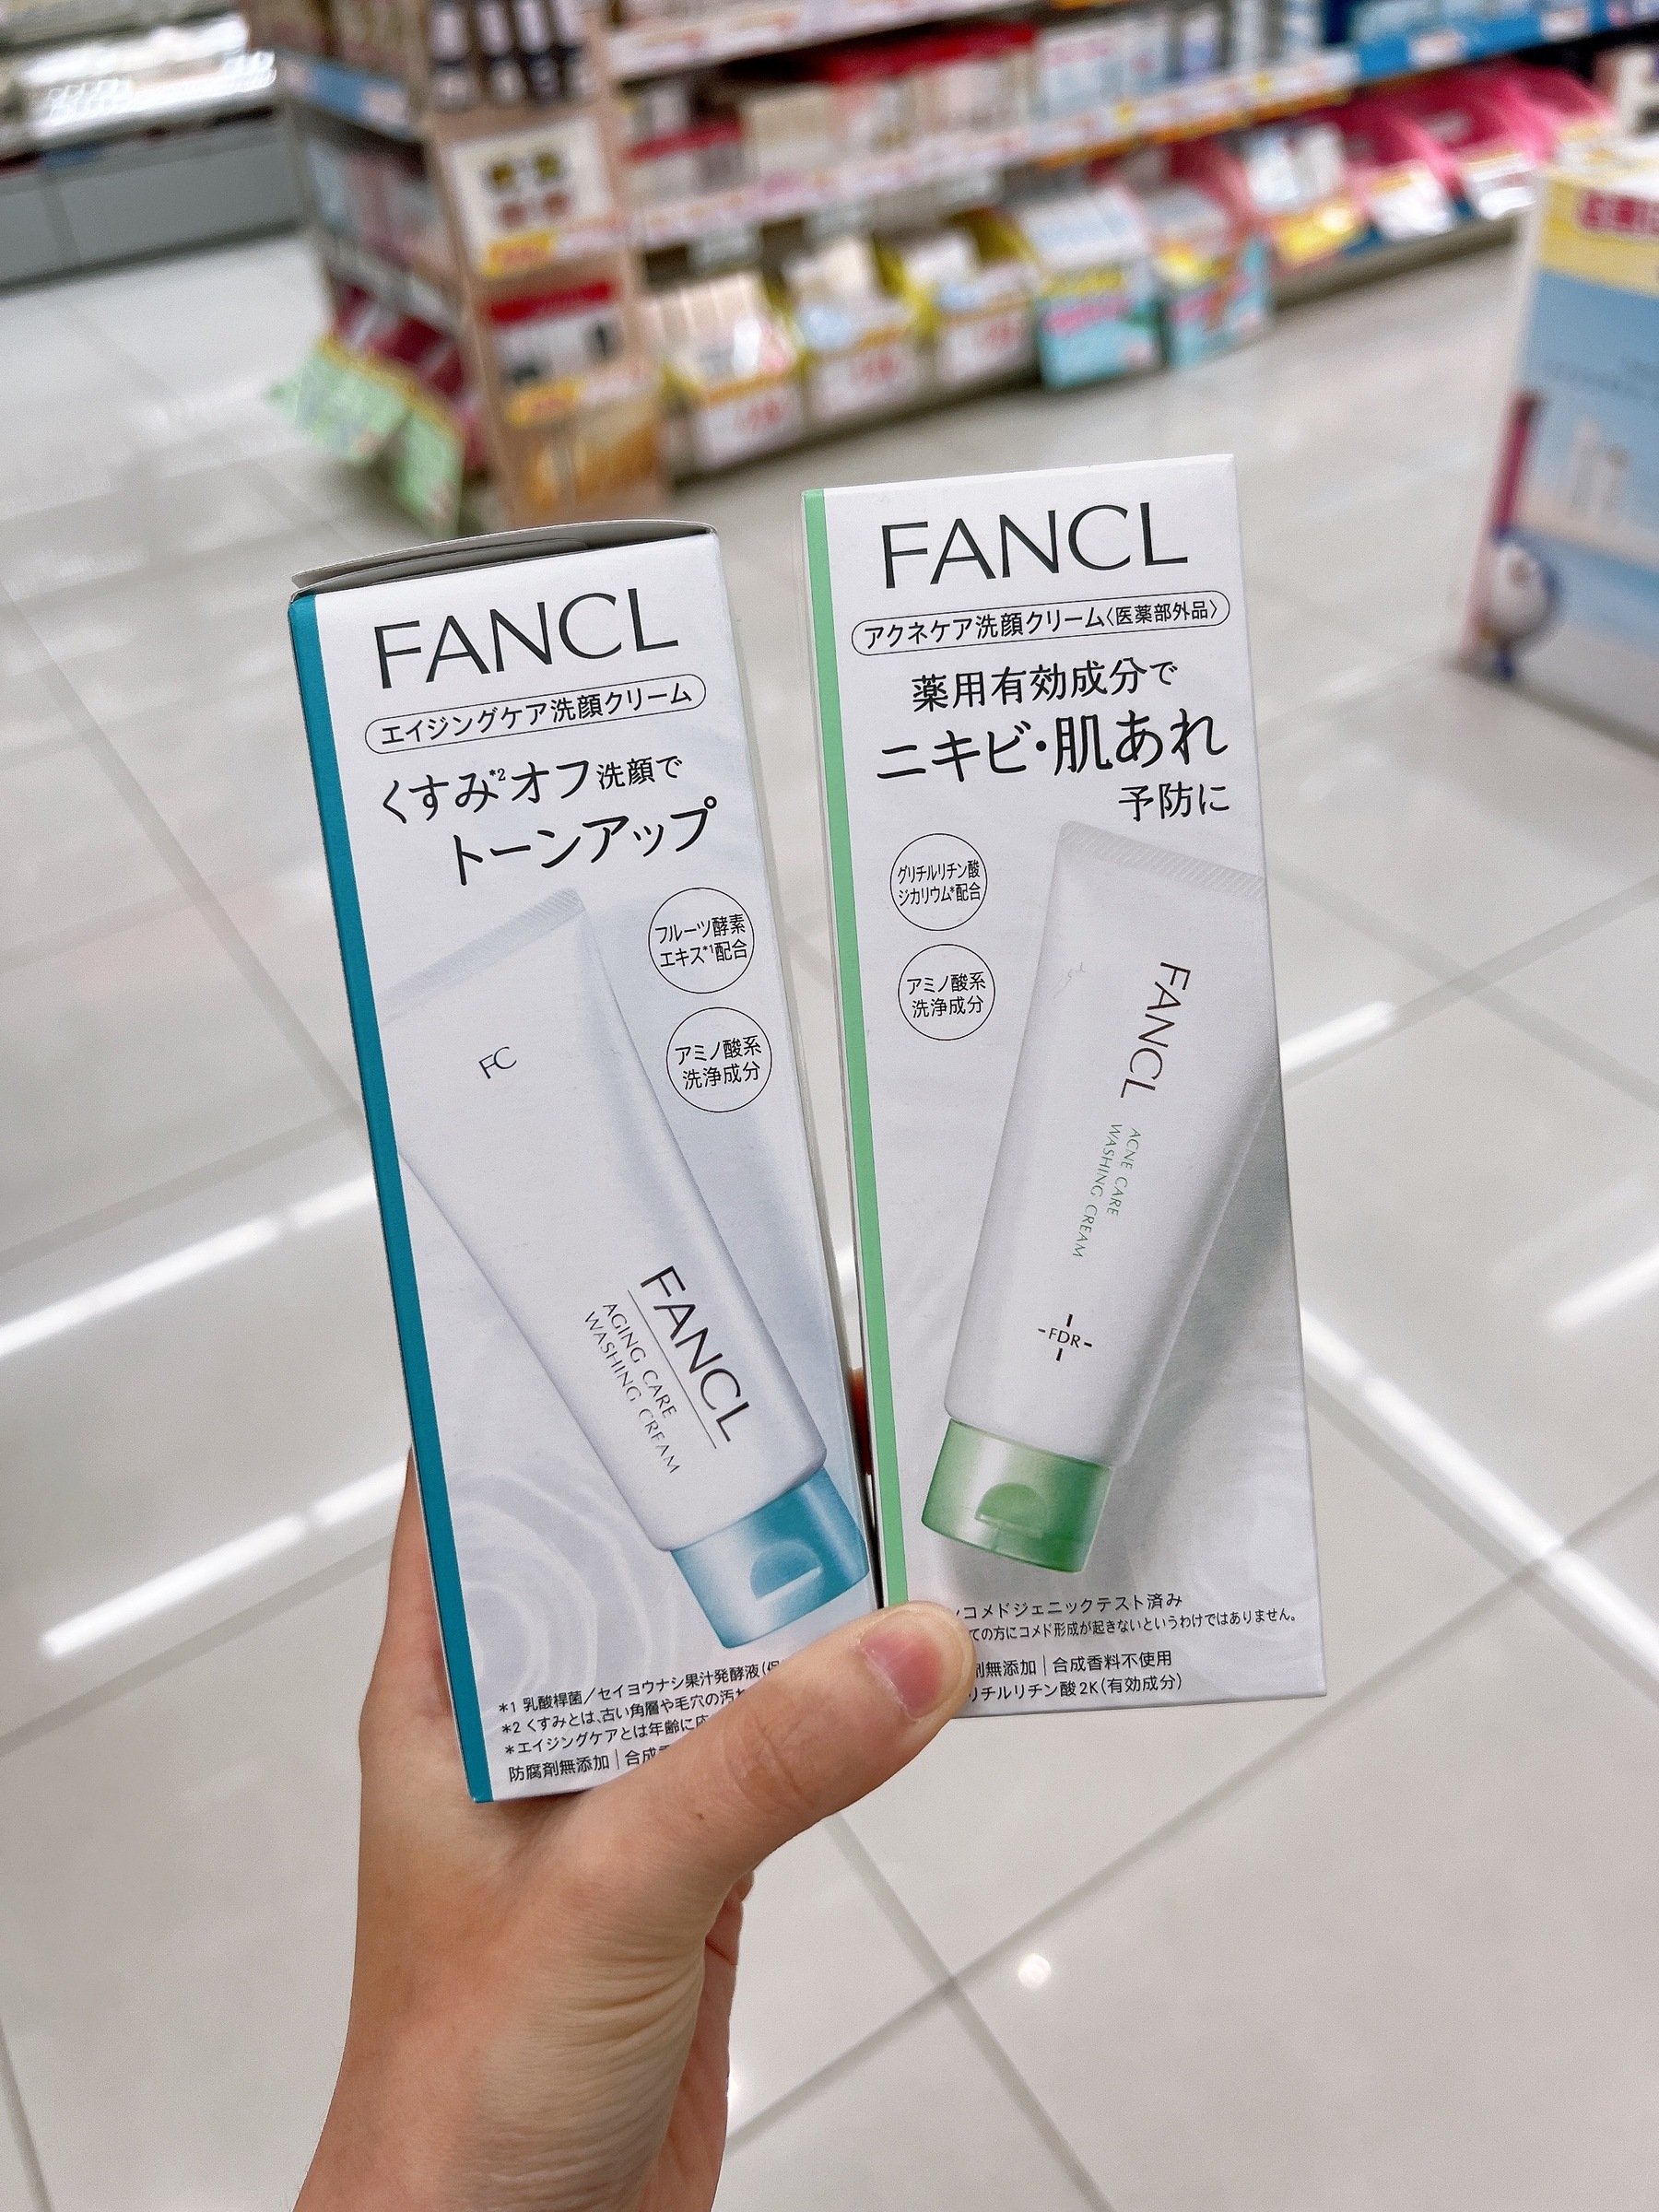 FANCL
エイジングケア洗顔クリーム
くすみ*2オフ洗顔で
トーンアップ
フルーツ酵素
エキス*1配合
アミノ酸系
洗浄成分
FC
FANCL
AGING CARE
WASHING CREAM
*1 乳酸桿菌/セイヨウナシ果汁発酵液(保
*2 くすみとは、古い角層や毛穴の汚
*エイジングケアとは年齢に応
防腐剤無添加|合成
FANCL
アクネケア洗顔クリーム〈医薬部外品〉
薬用有効成分で
ニキビ・肌あれ
予防に
グリチルリチン酸
ジカリウム*配合
アミノ酸系
洗浄成分
FANCL
ACNE CARE
WASHING CREAM
FDR
コメドジェニックテスト済み
ての方にコメド形成が起きないというわけではありません。
剤無添加|合成香料不使用
リチルリチン酸2K(有効成分)